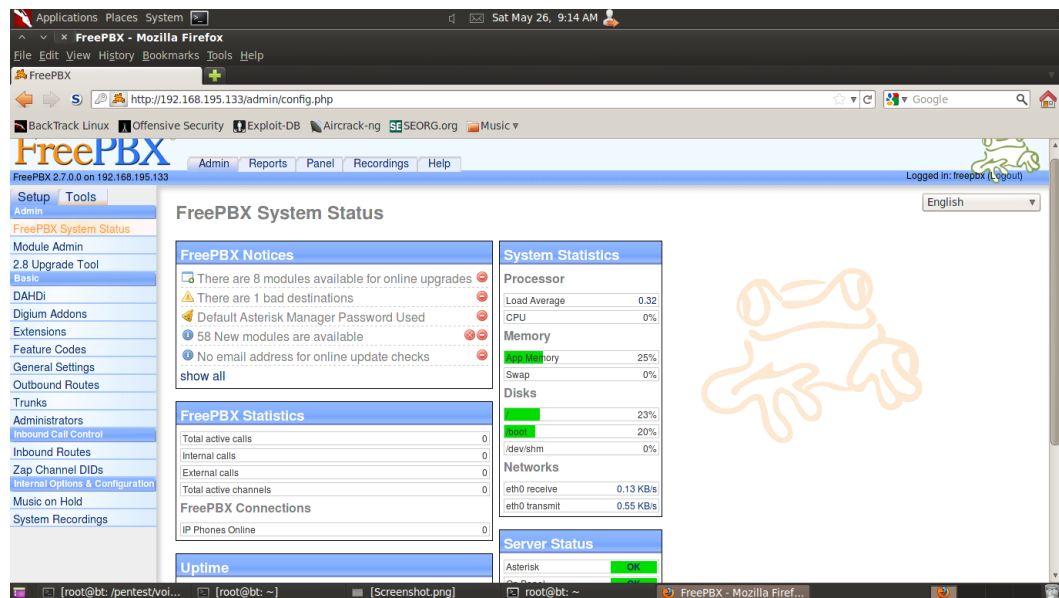 Applications Places System
Sat May 26, 9:14 AM
FreePBX - Mozilla Firefox
File Edit View History Bookmarks Tools Help
FreePBX
http://192.168.195.133/admin/config.php
Google
BackTrack Linux Offensive Security Exploit-DB Aircrack-ng SEORG.org Music
FreePBX
Admin Reports Panel Recordings Help
FreePBX 2.7.0.0 on 192.168.195.133
Logged in: freepbx (Logout)
Setup Tools
English
Admin
FreePBX System Status
Module Admin
2.8 Upgrade Tool
Basic
DAHDi
Digium Addons
Extensions
Feature Codes
General Settings
Outbound Routes
Trunks
Administrators
Inbound Call Control
Inbound Routes
Zap Channel DIDs
Internal Options & Configuration
Music on Hold
System Recordings
FreePBX System Status
FreePBX Notices
There are 8 modules available for online upgrades
There are 1 bad destinations
Default Asterisk Manager Password Used
58 New modules are available
No email address for online update checks
show all
FreePBX Statistics
Total active calls 0
Internal calls 0
External calls 0
Total active channels 0
FreePBX Connections
IP Phones Online 0
Uptime
System Statistics
Processor
Load Average 0.32
CPU 0%
Memory
App Memory 25%
Swap 0%
Disks
/ 23%
/boot 20%
/dev/shm 0%
Networks
eth0 receive 0.13 KB/s
eth0 transmit 0.55 KB/s
Server Status
Asterisk OK
[root@bt: /pentest/voi... [root@bt: ~] [Screenshot.png] root@bt: ~ FreePBX - Mozilla Firef...